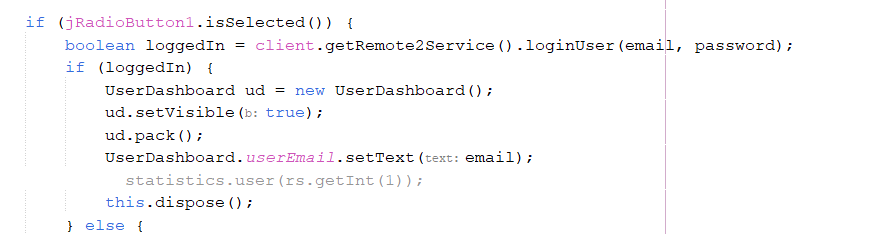 if (jRadioButton1.isSelected()) {
boolean loggedIn = client.getRemote2Service().loginUser(email, password);
if (loggedIn) {
UserDashboard ud = new UserDashboard();
ud.setVisible(b: true);
ud.pack();
UserDashboard.userEmail.setText(text: email);
statistics.user(rs.getInt(1));
this.dispose();
} else {